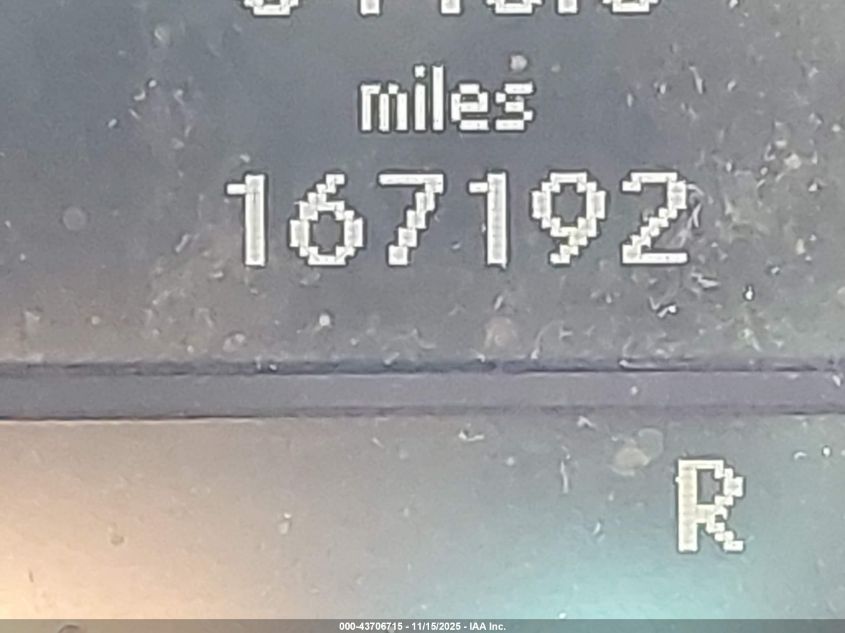 miles
167192
R
000-43706715 - 11/15/2025 - IAA Inc.